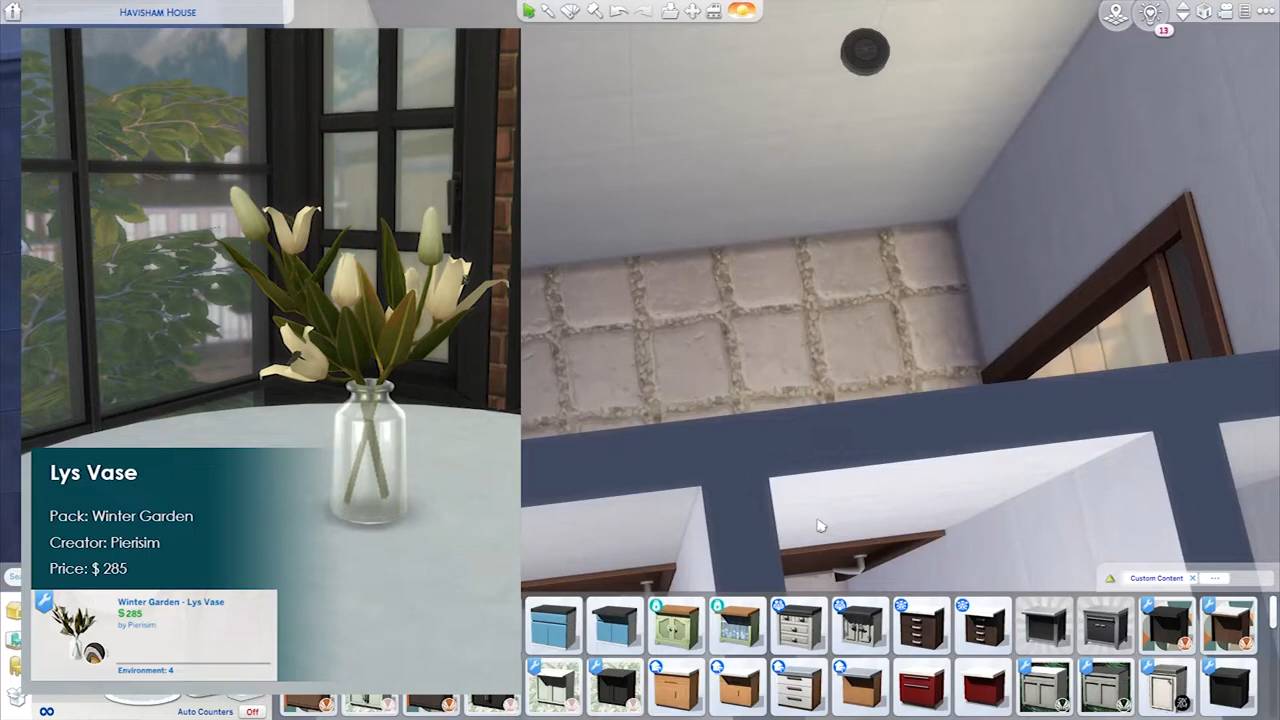 Havisham House
13
Lys Vase
Pack: Winter Garden
Creator: Pierisim
Price: $ 285
Winter Garden - Lys Vase
$285
by Pierisim
Environment: 4
Custom Content
Auto Counters
Off